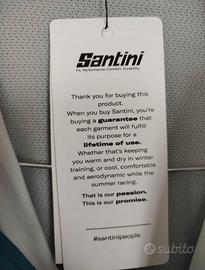 Santini
Fit. Performance. Comfort. Durability.
Thank you for buying this
product.
When you buy Santini, you're
buying a guarantee that
each garment will fulfill
its purpose for a
lifetime of use.
Whether that's keeping
you warm and dry in winter
training, or cool, comfortable
and aerodynamic while the
summer racing.
That is our passion.
This is our promise.
#santinipeople
subito